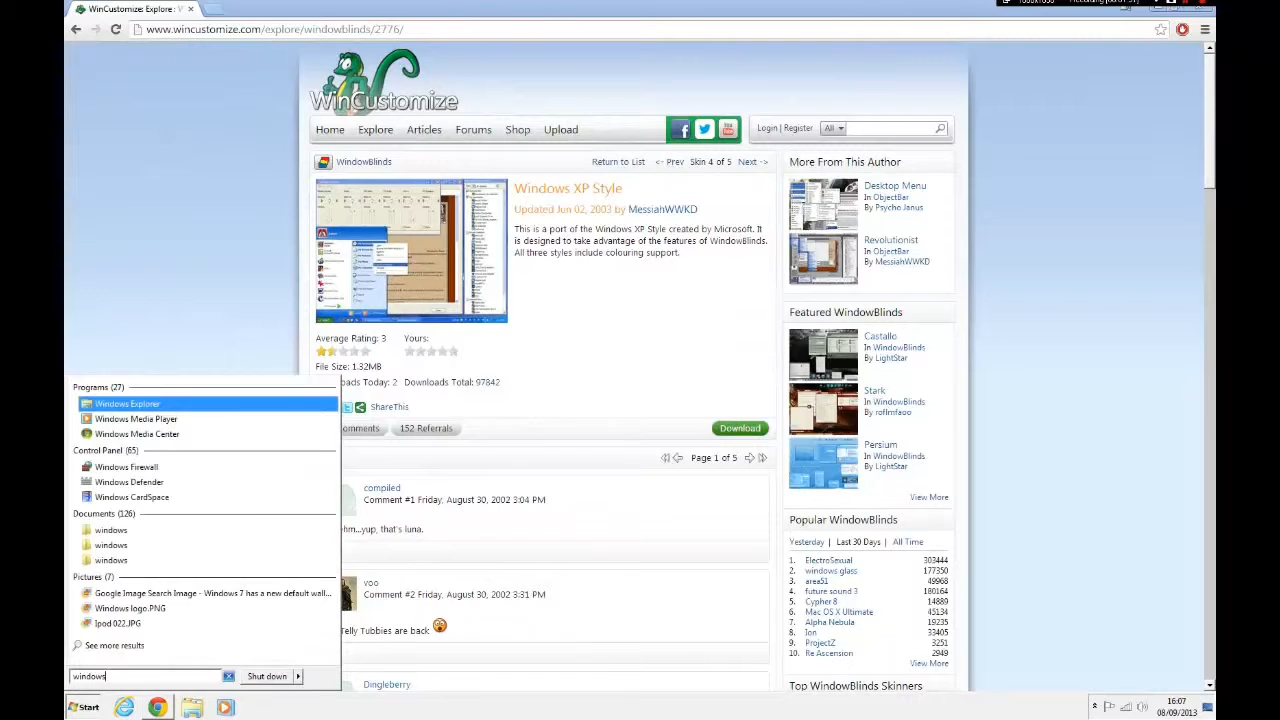 WinCustomize: Explore: V
www.wincustomize.com/explore/windowblinds/2776/
WinCustomize
Home Explore Articles Forums Shop Upload
Login | Register All
WindowBlinds Return to List <- Prev Skin 4 of 5 Next ->
Windows XP Style
Updated Jun 02, 2003 by MessiahWWKD
This is a part of the Windows XP Style created by Microsoft. It
is designed to take advantage of the features of WindowBlinds.
All three styles include colouring support.
Average Rating: 3 Yours:
File Size: 1.32MB
oads Today: 2 Downloads Total: 97842
ShareThis
omments 152 Referrals Download
Page 1 of 5
compiled
Comment #1 Friday, August 30, 2002 3:04 PM
hm...yup, that's luna.
voo
Comment #2 Friday, August 30, 2002 3:31 PM
Telly Tubbies are back
Dingleberry
More From This Author
Desktop Menu
In ObjectBar
By Psycho Janus
Revolutionist
In ObjectBar
By MessiahWWKD
Featured WindowBlinds
Castallo
In WindowBlinds
By LightStar
Stark
In WindowBlinds
By roflmfaoo
Persium
In WindowBlinds
By LightStar
View More
Popular WindowBlinds
Yesterday | Last 30 Days | All Time
1. ElectroSexual 303444
2. windows glass 177350
3. area51 49968
4. future sound 3 180164
5. Cypher 8 14889
6. Mac OS X Ultimate 45134
7. Alpha Nebula 19235
8. Ion 33405
9. ProjectZ 3251
10. Re Ascension 2949
View More
Top WindowBlinds Skinners
Programs (27)
Windows Explorer
Windows Media Player
Windows Media Center
Control Panel (65)
Windows Firewall
Windows Defender
Windows CardSpace
Documents (126)
windows
windows
windows
Pictures (7)
Google Image Search Image - Windows 7 has a new default wall...
Windows logo.PNG
Ipod 022.JPG
See more results
windows
Shut down
Start
16:07
08/09/2013